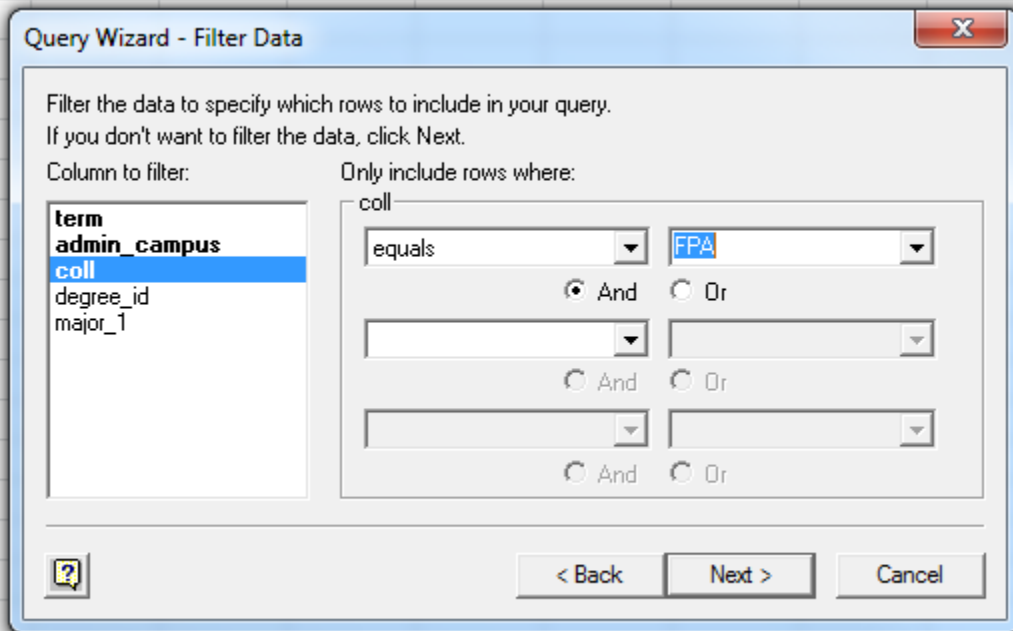 Query Wizard - Filter Data
Filter the data to specify which rows to include in your query.
If you don't want to filter the data, click Next.
Column to filter:
Only include rows where:
term
admin_campus
coll
degree_id
major_1
coll
equals
FPA
And Or
And Or
And Or
?
< Back
Next >
Cancel